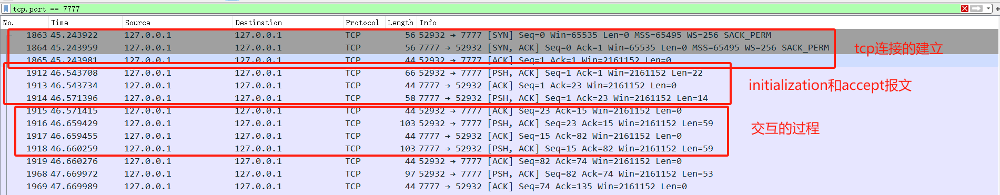 tcp.port == 7777
No. Time Source Destination Protocol Length Info
1863 45.243922 127.0.0.1 127.0.0.1 TCP 56 52932 → 7777 [SYN] Seq=0 Win=65535 Len=0 MSS=65495 WS=256 SACK_PERM
1864 45.243959 127.0.0.1 127.0.0.1 TCP 56 7777 → 52932 [SYN, ACK] Seq=0 Ack=1 Win=65535 Len=0 MSS=65495 WS=256 SACK_PERM
tcp连接的建立
1865 45.243981 127.0.0.1 127.0.0.1 TCP 44 52932 → 7777 [ACK] Seq=1 Ack=1 Win=2161152 Len=0
1912 46.543708 127.0.0.1 127.0.0.1 TCP 66 52932 → 7777 [PSH, ACK] Seq=1 Ack=1 Win=2161152 Len=22
1913 46.543734 127.0.0.1 127.0.0.1 TCP 44 7777 → 52932 [ACK] Seq=1 Ack=23 Win=2161152 Len=0
initialization和accept报文
1914 46.571396 127.0.0.1 127.0.0.1 TCP 58 7777 → 52932 [PSH, ACK] Seq=1 Ack=23 Win=2161152 Len=14
1915 46.571415 127.0.0.1 127.0.0.1 TCP 44 52932 → 7777 [ACK] Seq=23 Ack=15 Win=2161152 Len=0
1916 46.659429 127.0.0.1 127.0.0.1 TCP 103 52932 → 7777 [PSH, ACK] Seq=23 Ack=15 Win=2161152 Len=59
交互的过程
1917 46.659455 127.0.0.1 127.0.0.1 TCP 44 7777 → 52932 [ACK] Seq=15 Ack=82 Win=2161152 Len=0
1918 46.660259 127.0.0.1 127.0.0.1 TCP 103 7777 → 52932 [PSH, ACK] Seq=15 Ack=82 Win=2161152 Len=59
1919 46.660276 127.0.0.1 127.0.0.1 TCP 44 52932 → 7777 [ACK] Seq=82 Ack=74 Win=2161152 Len=0
1968 47.669972 127.0.0.1 127.0.0.1 TCP 97 52932 → 7777 [PSH, ACK] Seq=82 Ack=74 Win=2161152 Len=53
1969 47.669989 127.0.0.1 127.0.0.1 TCP 44 7777 → 52932 [ACK] Seq=74 Ack=135 Win=2161152 Len=0